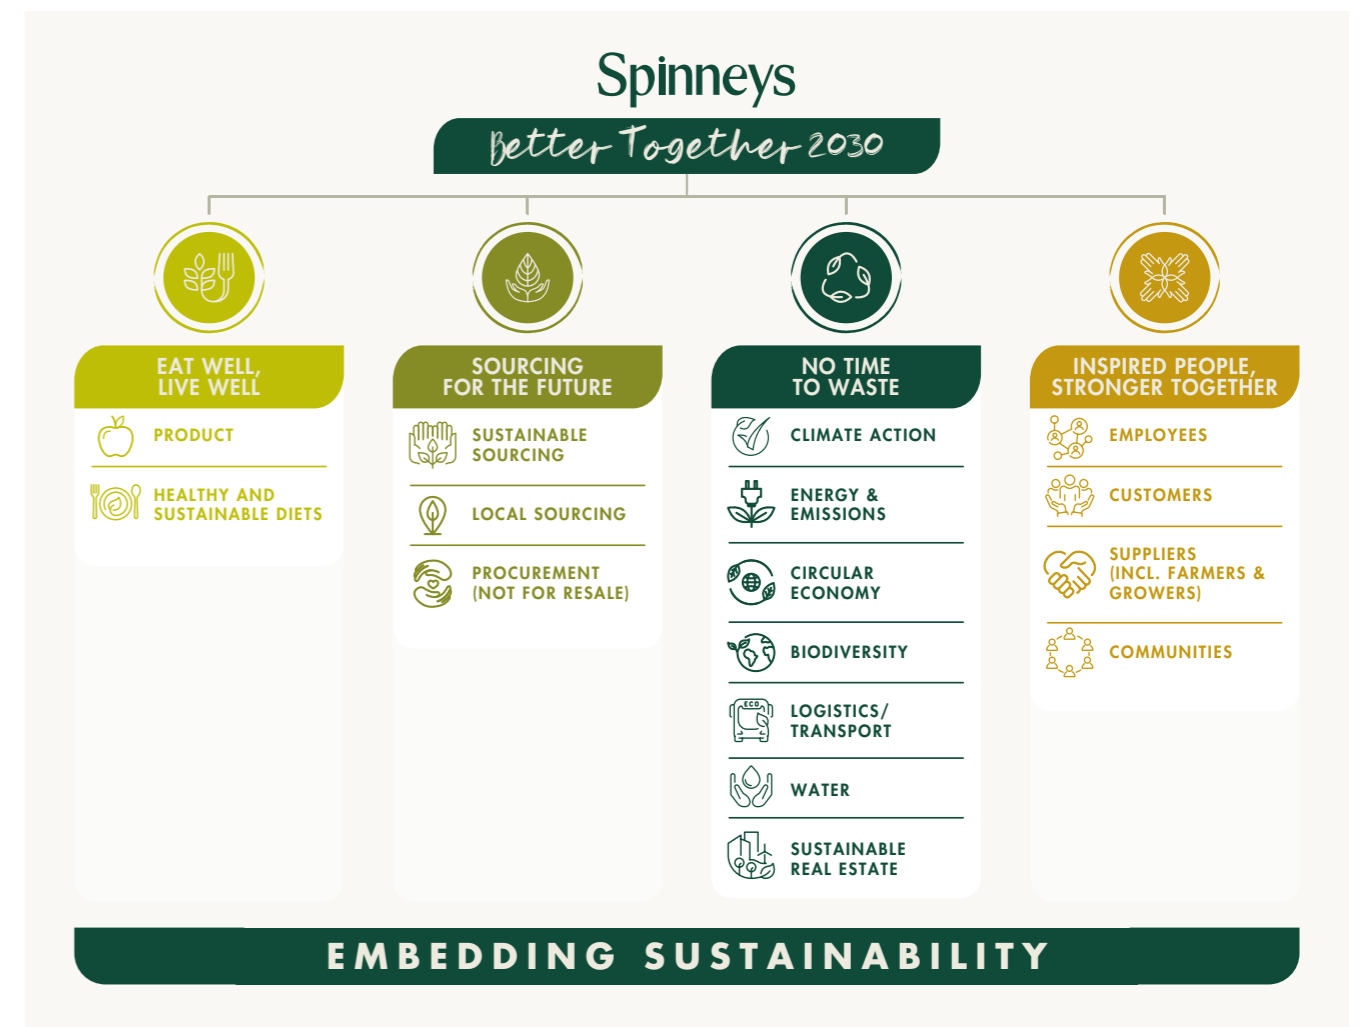 Spinneys
Better Together 2030
EAT WELL,
LIVE WELL
PRODUCT
HEALTHY AND
SUSTAINABLE DIETS
SOURCING
FOR THE FUTURE
SUSTAINABLE
SOURCING
LOCAL SOURCING
PROCUREMENT
(NOT FOR RESALE)
NO TIME
TO WASTE
CLIMATE ACTION
ENERGY &
EMISSIONS
CIRCULAR
ECONOMY
BIODIVERSITY
ECO
LOGISTICS/
TRANSPORT
WATER
SUSTAINABLE
REAL ESTATE
INSPIRED PEOPLE,
STRONGER TOGETHER
EMPLOYEES
CUSTOMERS
SUPPLIERS
(INCL. FARMERS &
GROWERS)
COMMUNITIES
EMBEDDING SUSTAINABILITY